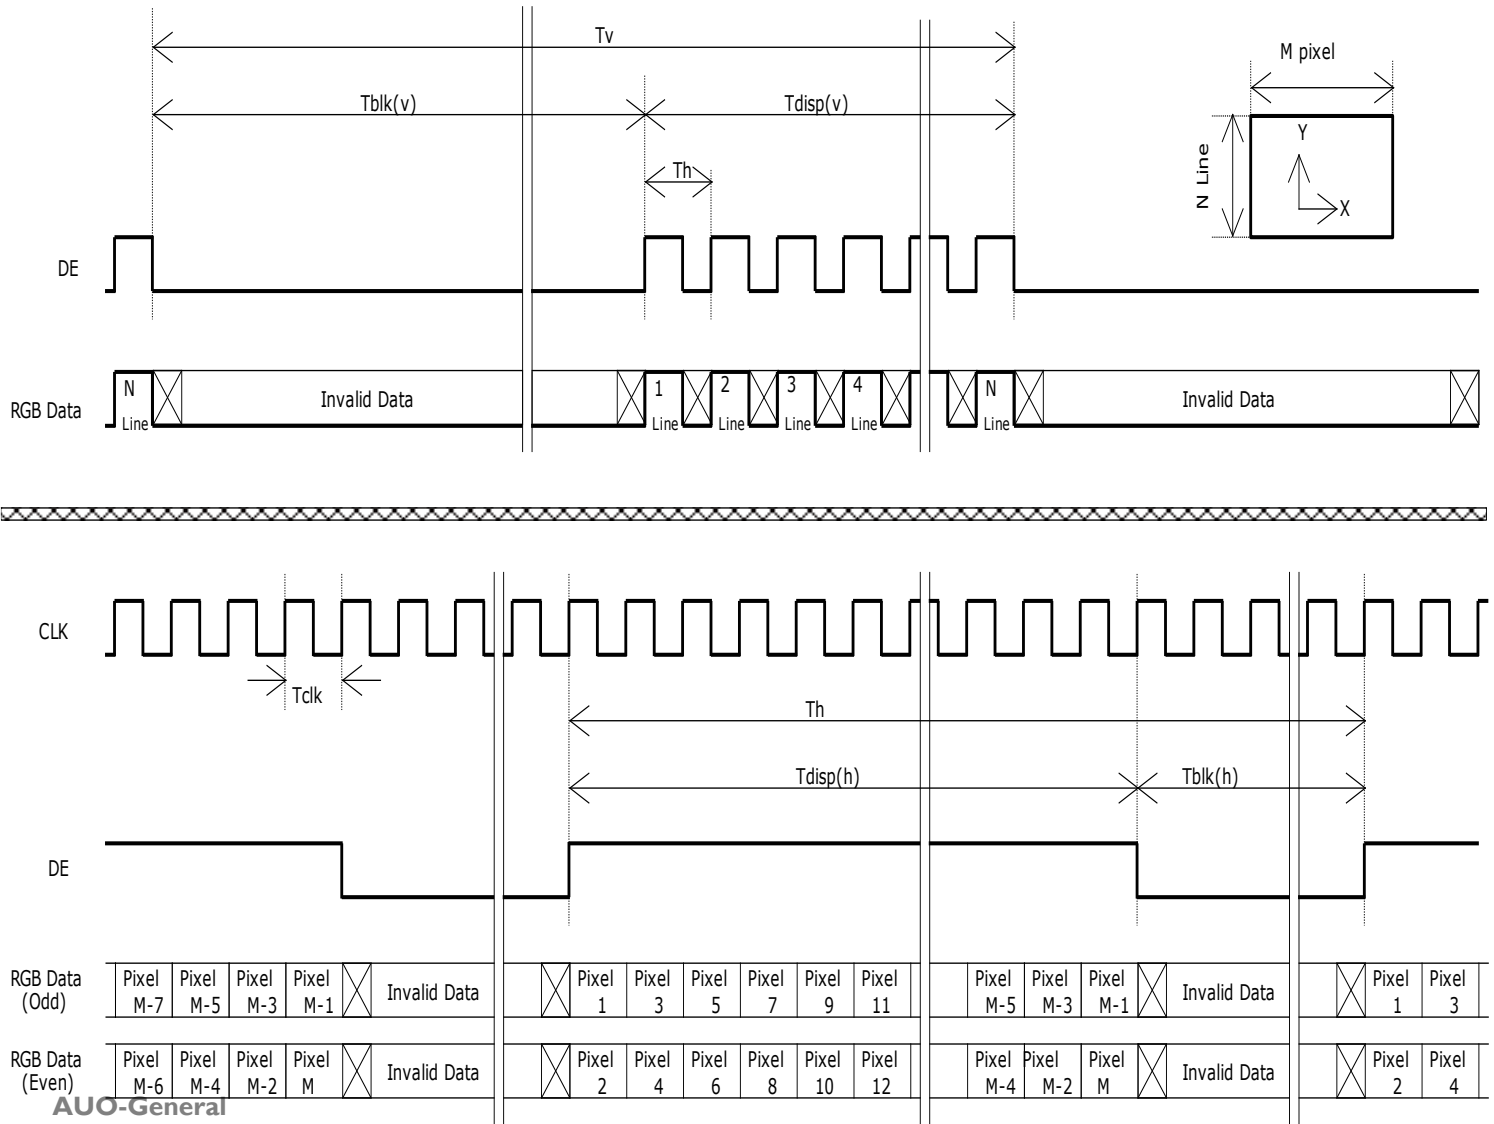 Tv
M pixel
Tblk(v)
Tdisp(v)
Y
N Line
Th
X
DE
N
1
2
3
4
N
RGB Data
Line
Invalid Data
Line
Line
Line
Line
Line
Invalid Data
CLK
Tclk
Th
Tdisp(h)
Tblk(h)
DE
RGB Data
(Odd)
Pixel
M-7
Pixel
M-5
Pixel
M-3
Pixel
M-1
Invalid Data
Pixel
1
Pixel
3
Pixel
5
Pixel
7
Pixel
9
Pixel
11
Pixel
M-5
Pixel
M-3
Pixel
M-1
Invalid Data
Pixel
1
Pixel
3
RGB Data
(Even)
Pixel
M-6
Pixel
M-4
Pixel
M-2
Pixel
M
Invalid Data
Pixel
2
Pixel
4
Pixel
6
Pixel
8
Pixel
10
Pixel
12
Pixel
M-4
Pixel
M-2
Pixel
M
Invalid Data
Pixel
2
Pixel
4
AUO-General